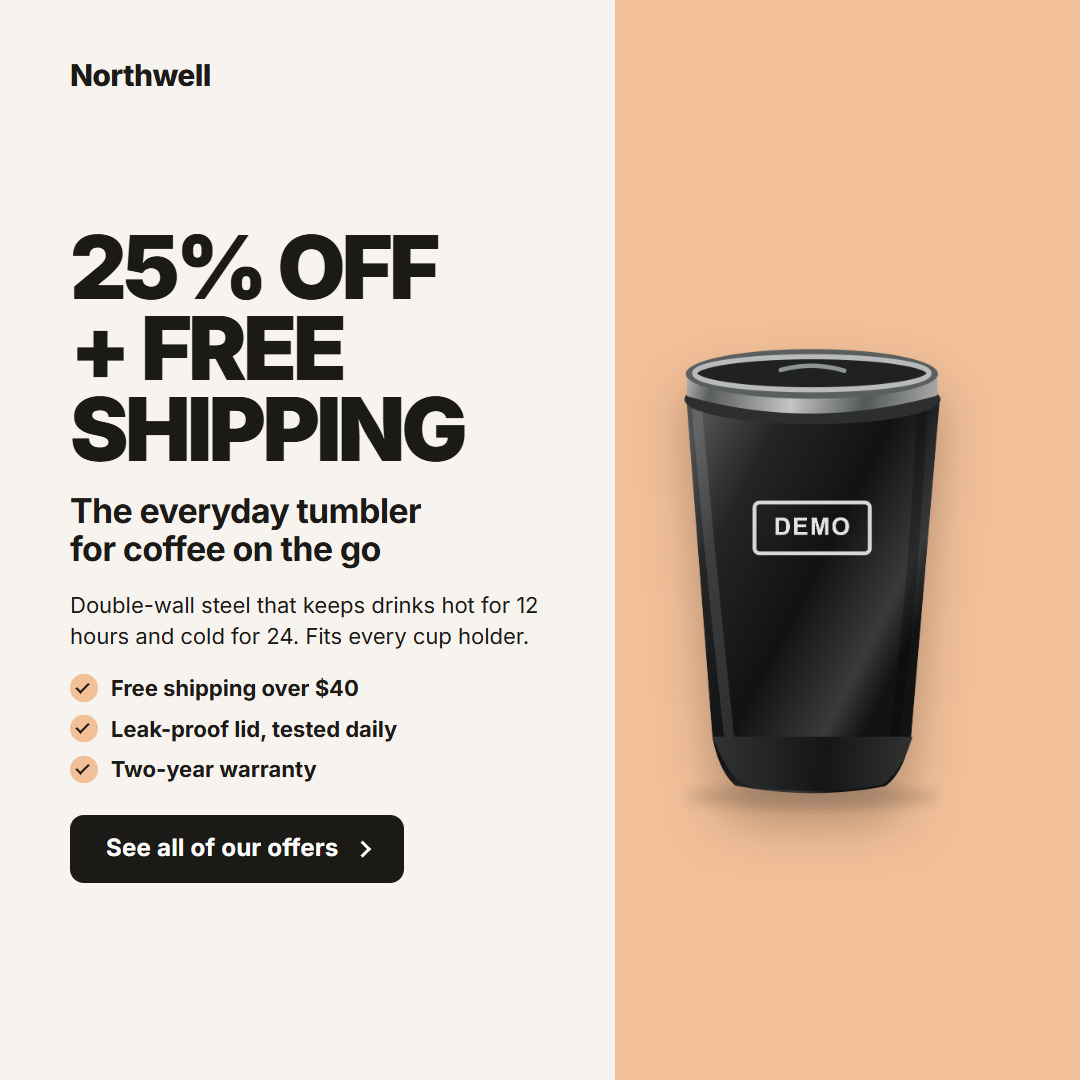 Northwell
25% OFF
+ FREE
SHIPPING
The everyday tumbler
for coffee on the go
Double-wall steel that keeps drinks hot for 12
hours and cold for 24. Fits every cup holder.
Free shipping over $40
Leak-proof lid, tested daily
Two-year warranty
See all of our offers
DEMO